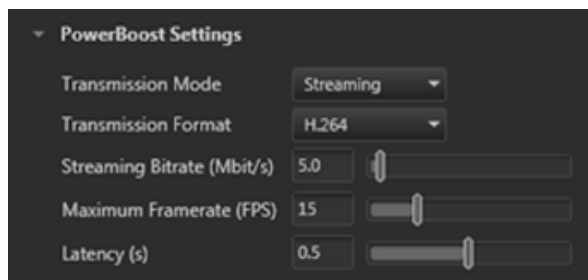 PowerBoost Settings
Transmission Mode Streaming
Transmission Format H.264
Streaming Bitrate (Mbit/s) 5.0
Maximum Framerate (FPS) 15
Latency (s) 0.5